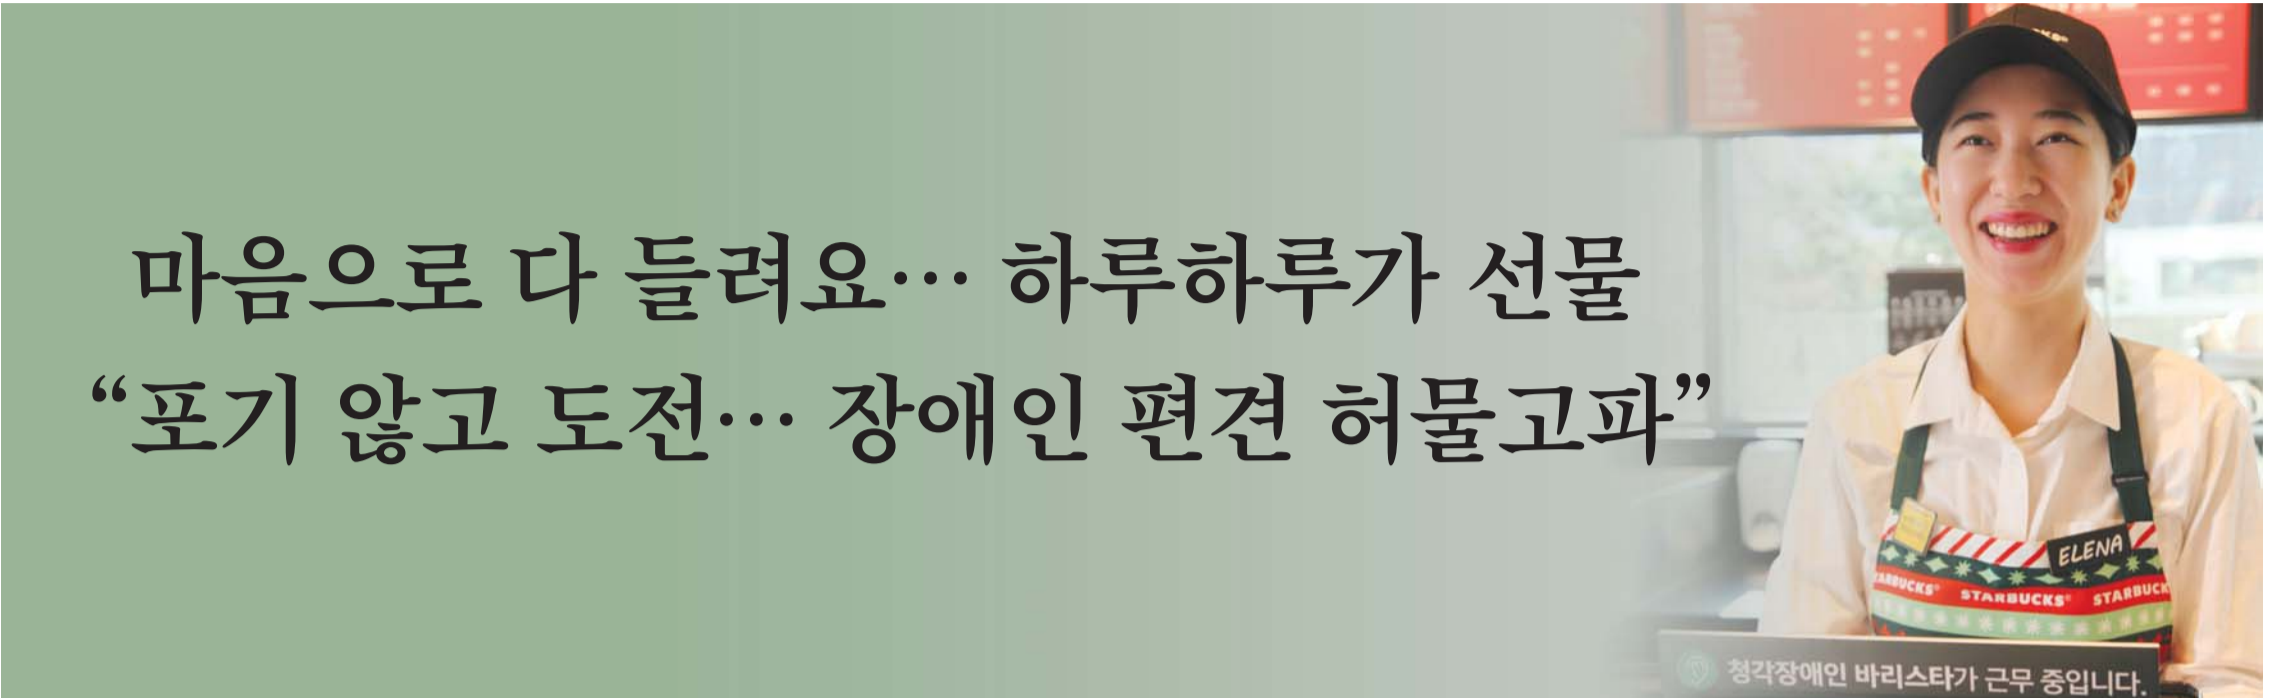 마음으로 다 들려요… 하루하루가 선물
“포기 않고 도전… 장애인 편견 허물고파”
ELENA
ARBUCKS® STARBUCKS® STARBUCK
청각장애인 바리스타가 근무 중입니다.